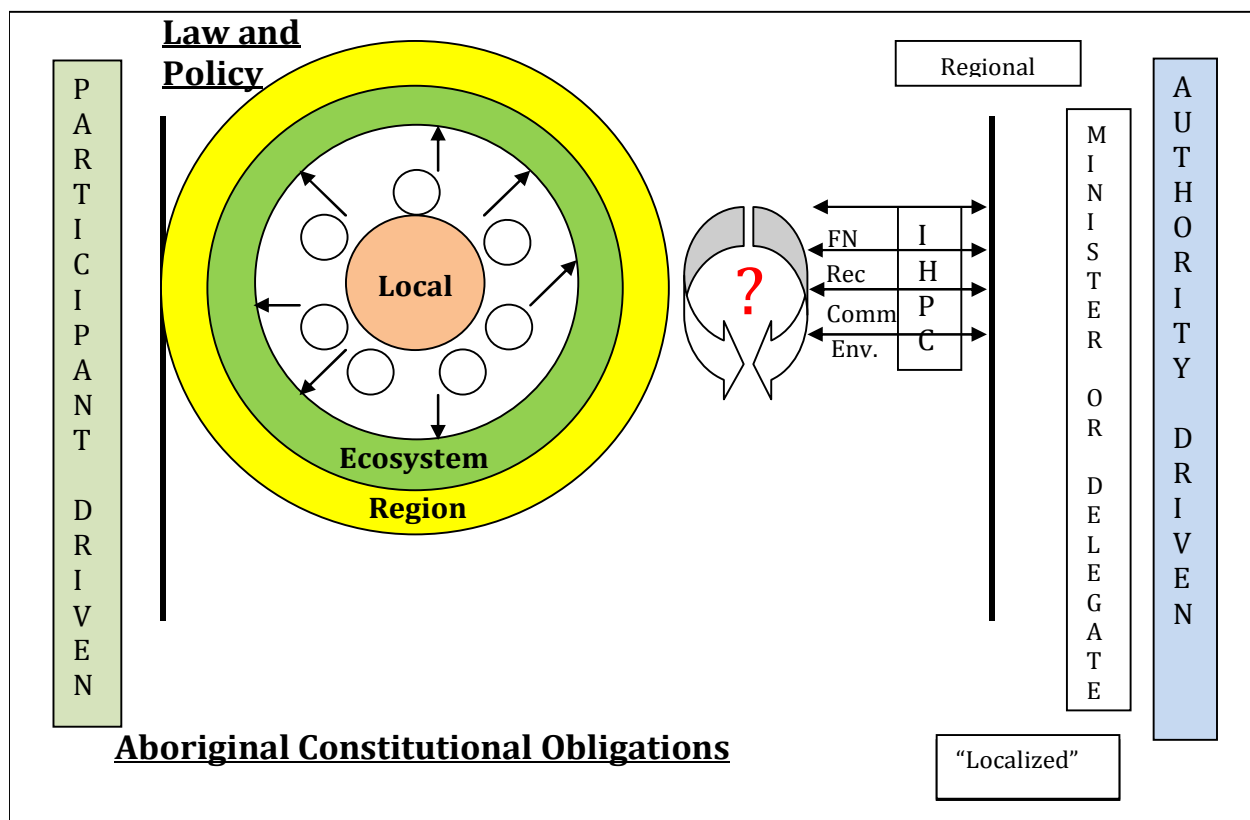 Law and
Policy
Regional
PARTICIPANT DRIVEN
Local
Ecosystem
Region
?
FN
Rec
Comm
Env.
IHPC
MINISTER OR DELEGATE
AUTHORITY DRIVEN
Aboriginal Constitutional Obligations
“Localized”